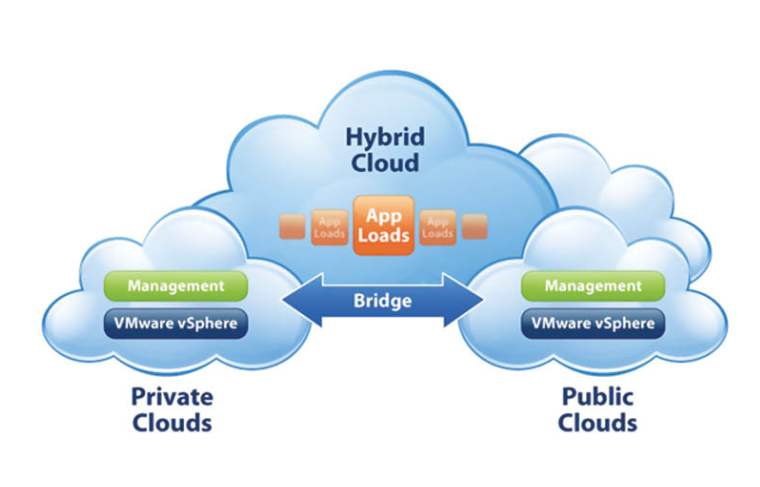 Hybrid
Cloud
App
Loads
App
Loads
App
Loads
Management
VMware vSphere
Bridge
Management
VMware vSphere
Private
Clouds
Public
Clouds